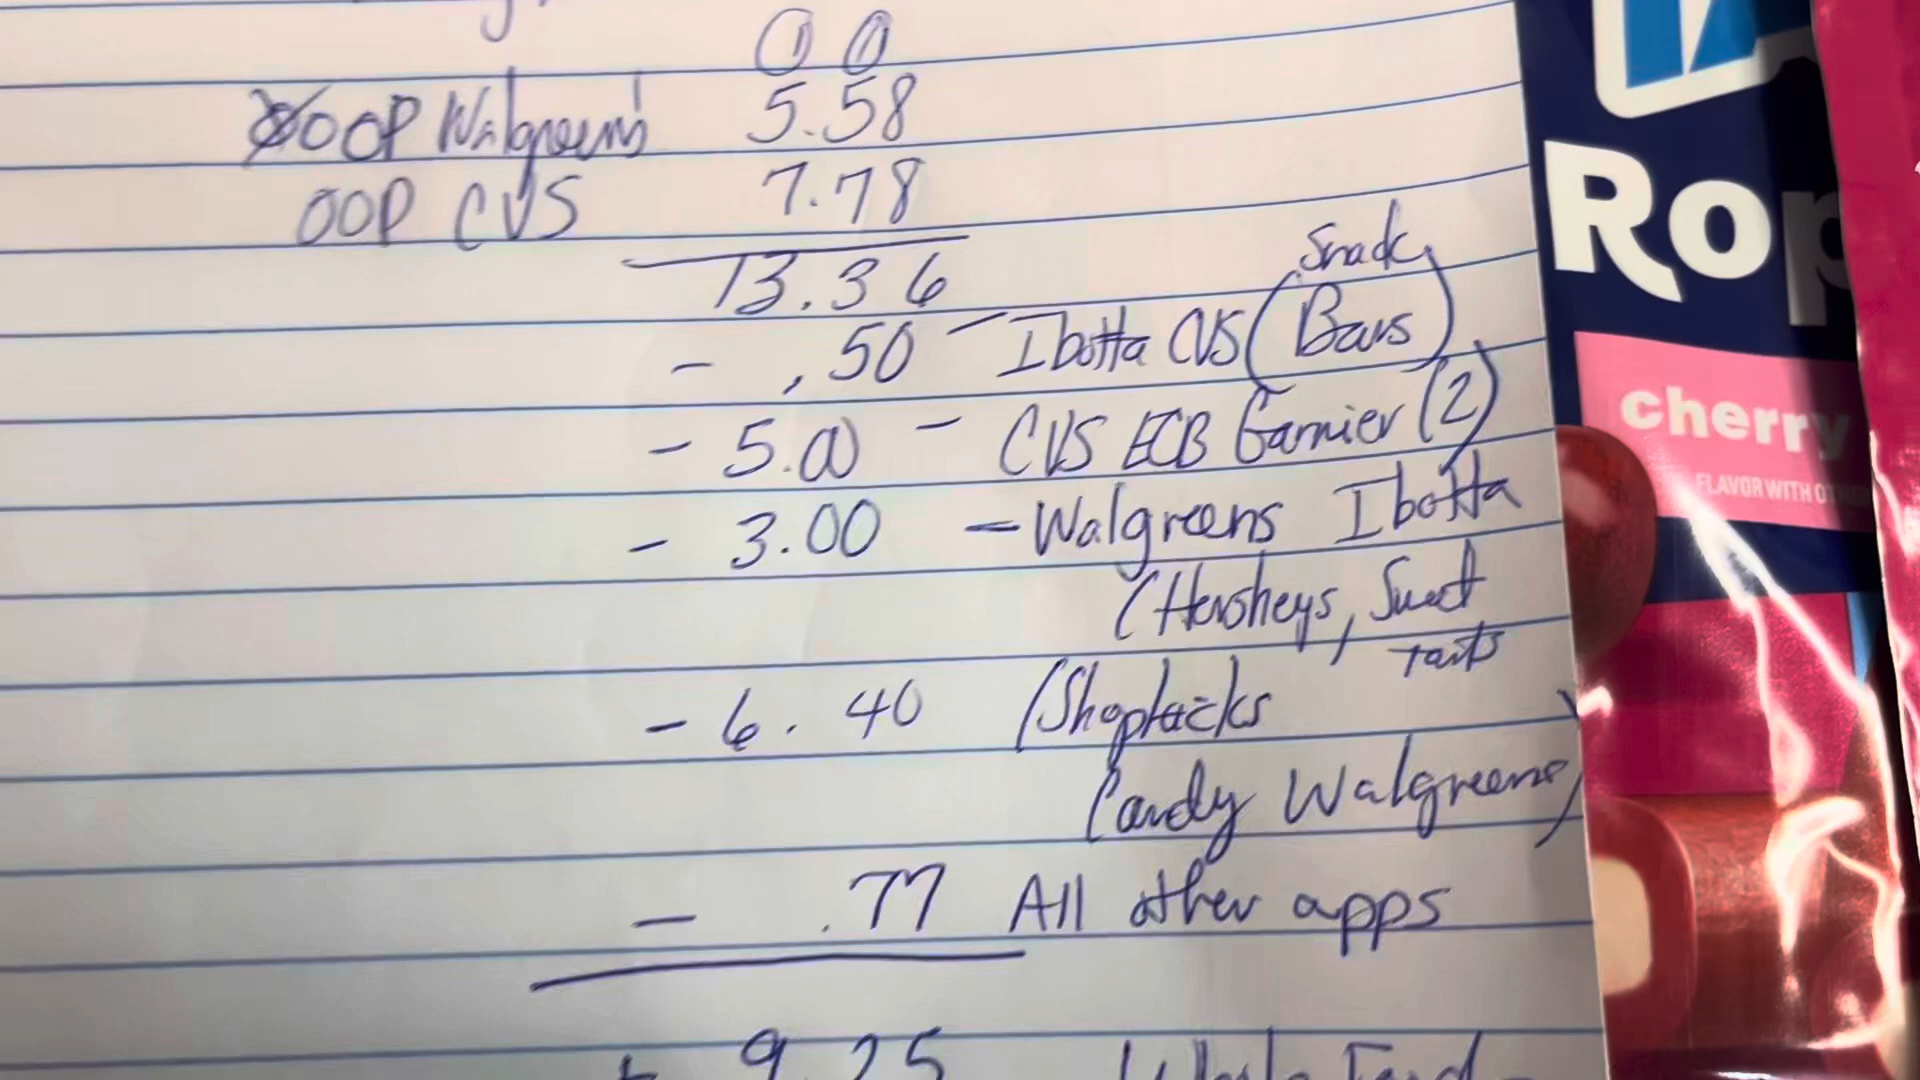 OOP Walgreens 5.58
OOP CVS 7.78
13.36
- .50 - Ibotta CVS (Snack Bars)
- 5.00 - CVS ECB Garnier (2)
- 3.00 - Walgreens Ibotta
(Hersheys, Sweet
tarts
- 6.40 (Shopkicks
Candy Walgreens)
- .77 All other apps
+ 9.25
Ro
cherry
FLAVOR WITH